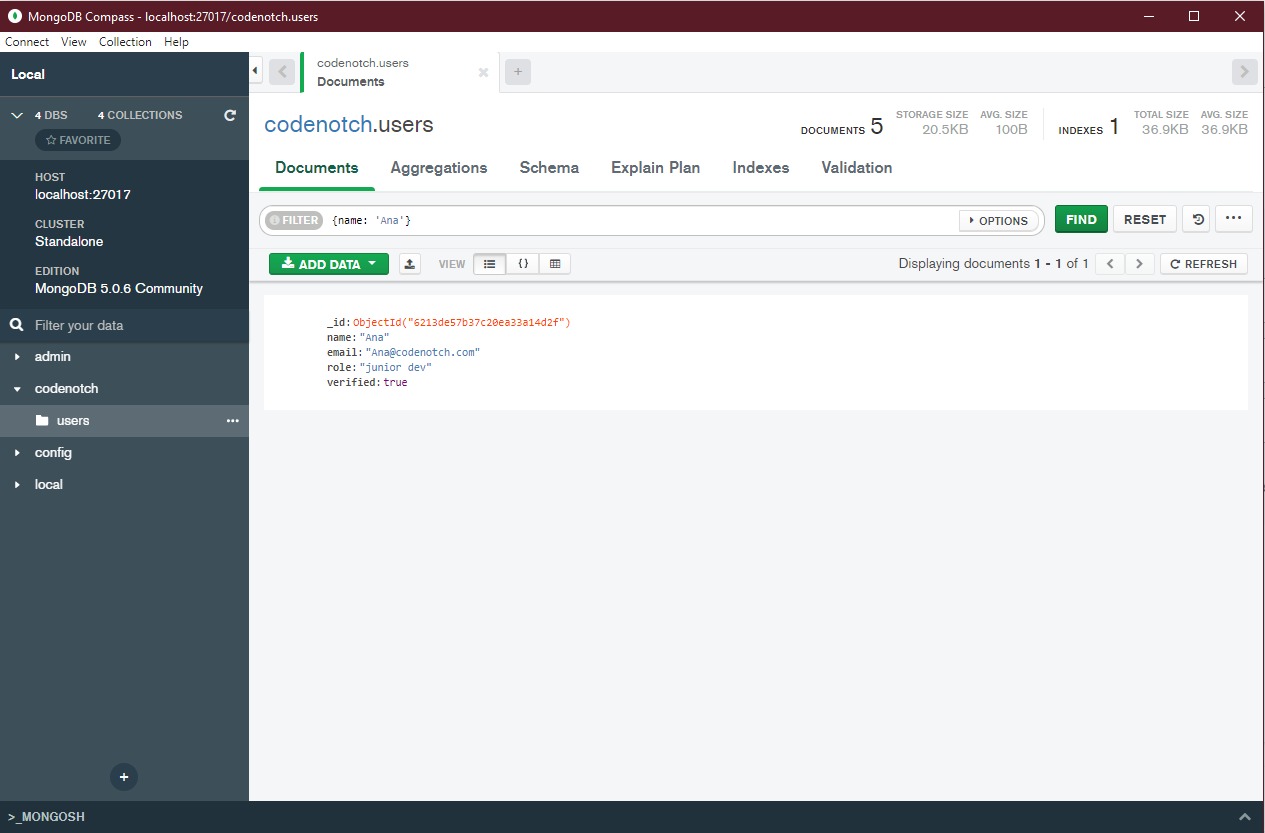 MongoDB Compass - localhost:27017/codenotch.users
Connect View Collection Help
Local
4 DBS 4 COLLECTIONS
FAVORITE
HOST
localhost:27017
CLUSTER
Standalone
EDITION
MongoDB 5.0.6 Community
Filter your data
admin
codenotch
users
config
local
>_MONGOSH
codenotch.users
Documents
codenotch.users
DOCUMENTS 5
STORAGE SIZE
20.5KB
AVG. SIZE
100B
INDEXES 1
TOTAL SIZE
36.9KB
AVG. SIZE
36.9KB
Documents Aggregations Schema Explain Plan Indexes Validation
FILTER {name: 'Ana'} OPTIONS FIND RESET
ADD DATA VIEW {} Displaying documents 1 - 1 of 1 REFRESH
_id: ObjectId("6213de57b37c20ea33a14d2f")
name: "Ana"
email: "Ana@codenotch.com"
role: "junior dev"
verified: true